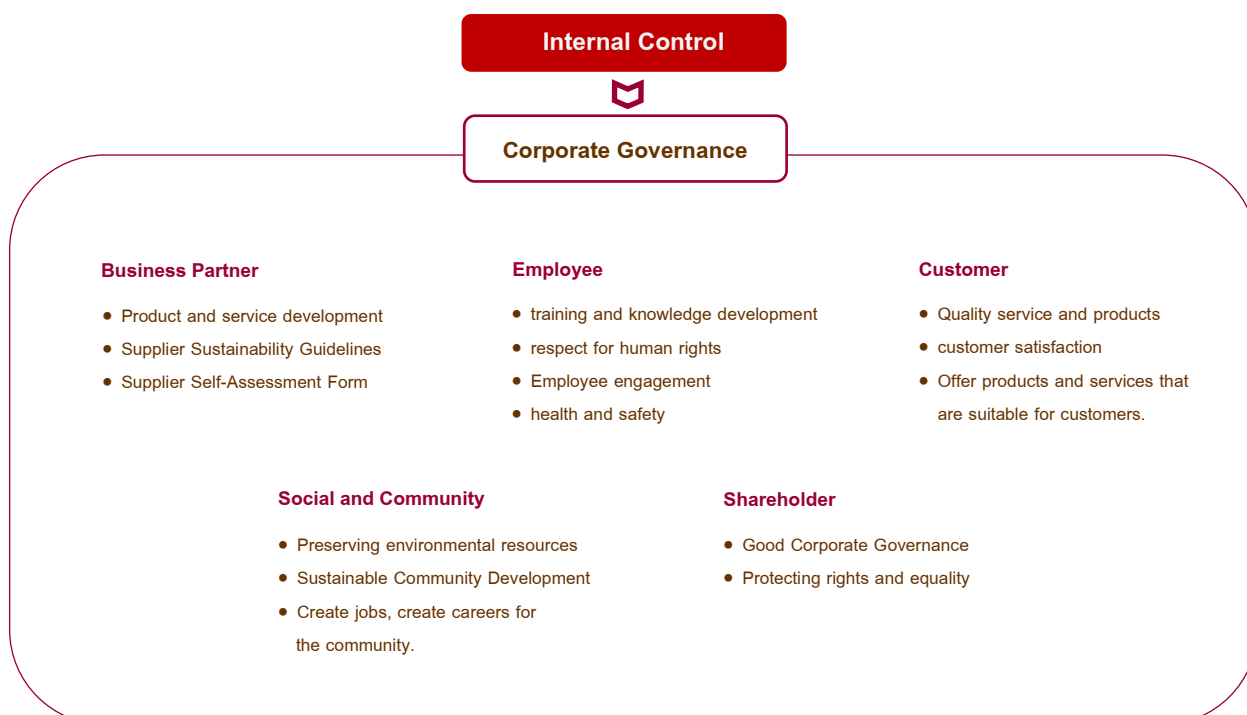 Internal Control
Corporate Governance
Business Partner
• Product and service development
• Supplier Sustainability Guidelines
• Supplier Self-Assessment Form
Employee
• training and knowledge development
• respect for human rights
• Employee engagement
• health and safety
Customer
• Quality service and products
• customer satisfaction
• Offer products and services that
are suitable for customers.
Social and Community
• Preserving environmental resources
• Sustainable Community Development
• Create jobs, create careers for
the community.
Shareholder
• Good Corporate Governance
• Protecting rights and equality